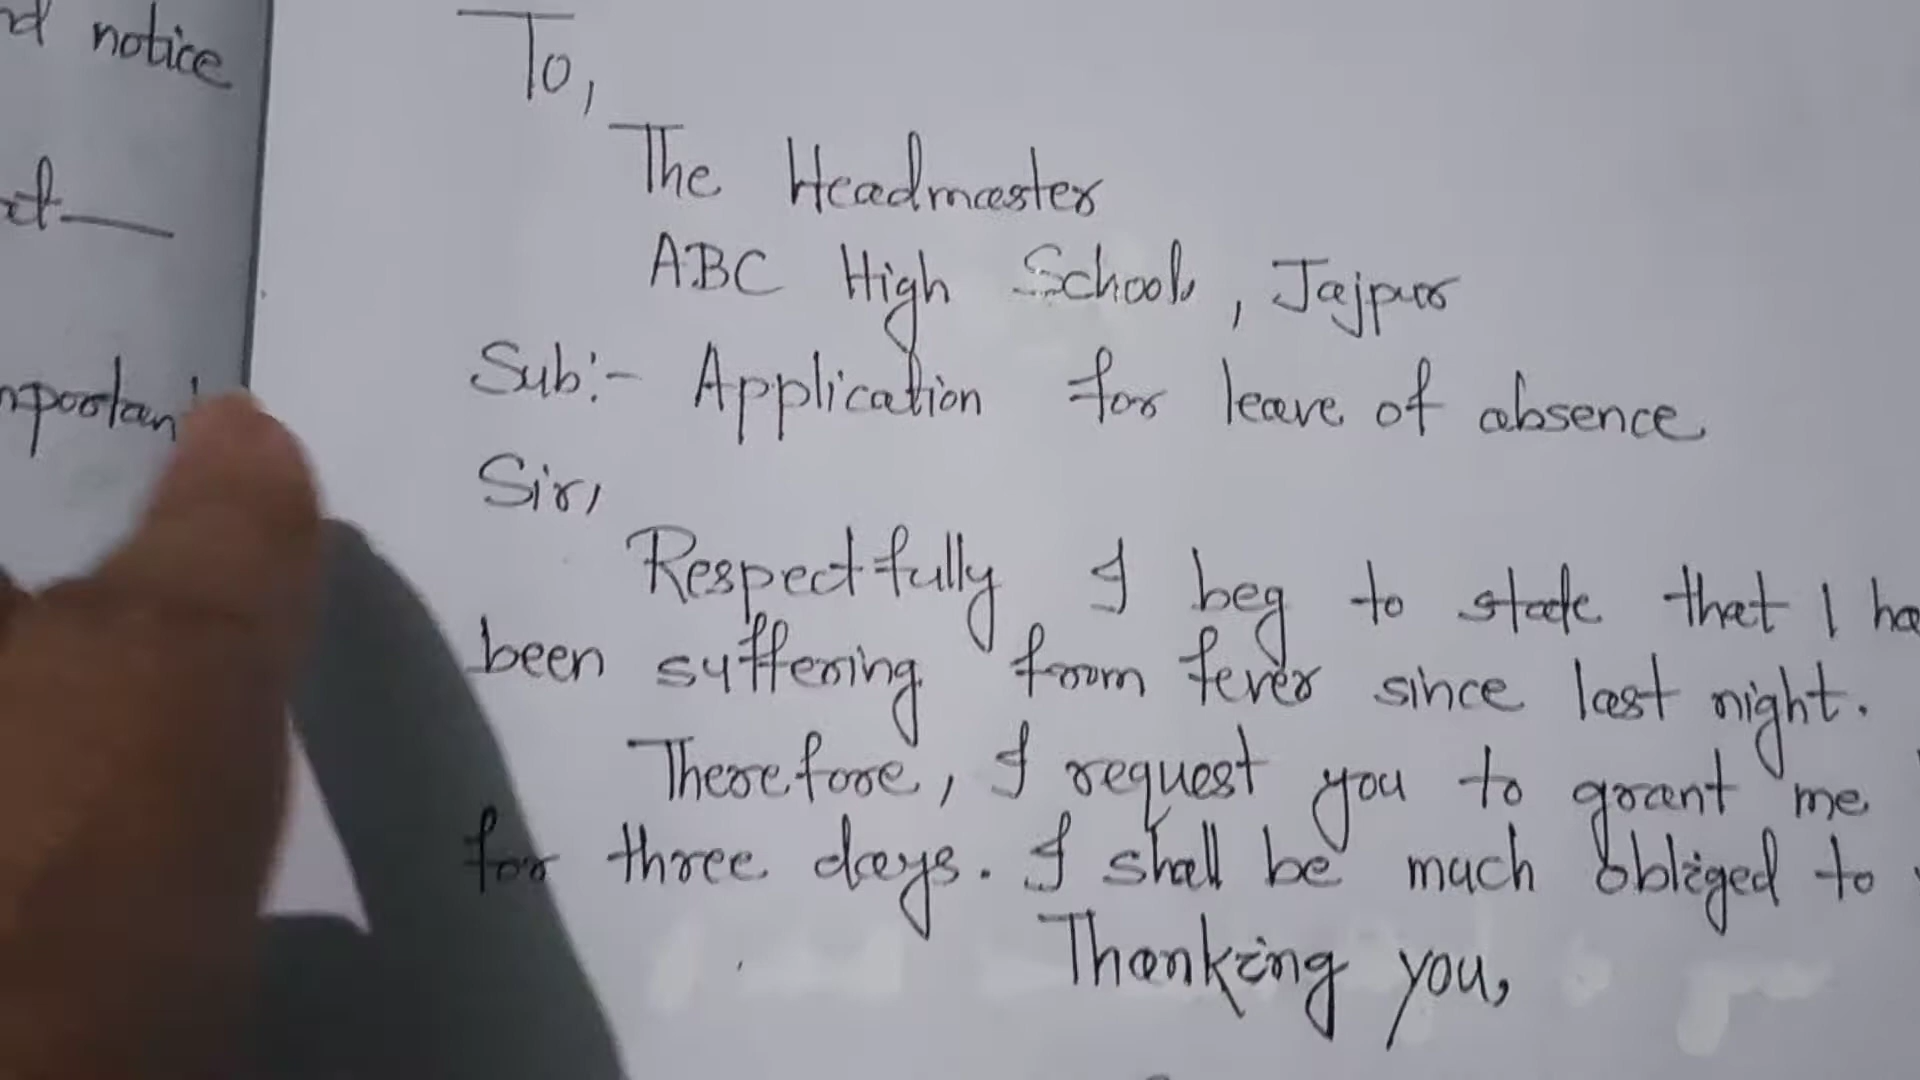 notice
To,
The Headmaster
ABC High School, Jajpur
Sub:- Application for leave of absence
Sir,
Respectfully I beg to state that I ha
been suffering from fever since last night.
Therefore, I request you to grant me
for three days. I shall be much obliged to
Thanking you,